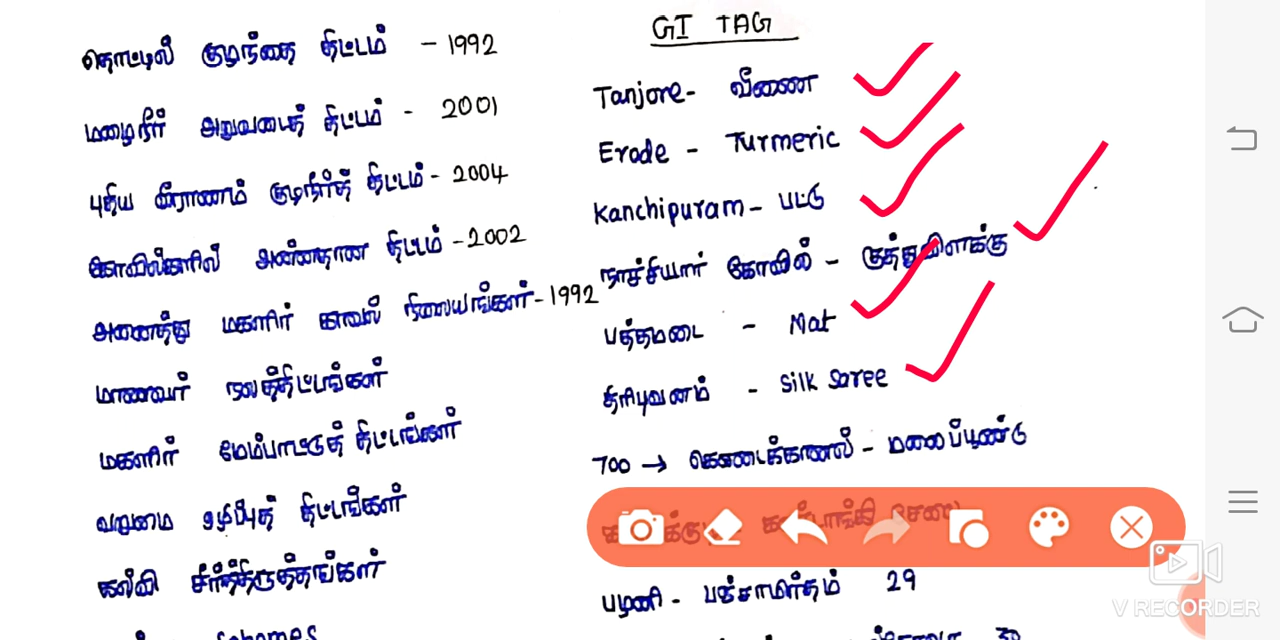 தொட்டில் குழந்தை திட்டம் - 1992
மழைநீர் அறுவடைத் திட்டம் - 2001
புதிய வீராணம் குடிநீர்த் திட்டம் - 2004
கோவில்களில் அன்னதான திட்டம் - 2002
அனைத்து மகளிர் காவல் நிலையங்கள் - 1992
மாணவர் நலத்திட்டங்கள்
மகளிர் மேம்பாட்டுத் திட்டங்கள்
வறுமை ஒழிப்புத் திட்டங்கள்
கல்வி சீர்த்திருத்தங்கள்
Schemes
GI TAG
Tanjore - வீணை
Erode - Turmeric
Kanchipuram - பட்டு
நாச்சியார் கோவில் - குத்துவிளக்கு
பத்தமடை - Mat
திரிபுவனம் - Silk Saree
700 → கொடைக்கானல் - மலைப்பூண்டு
சேலை
பழனி - பஞ்சாமிர்தம் 29
30
V RECORDER